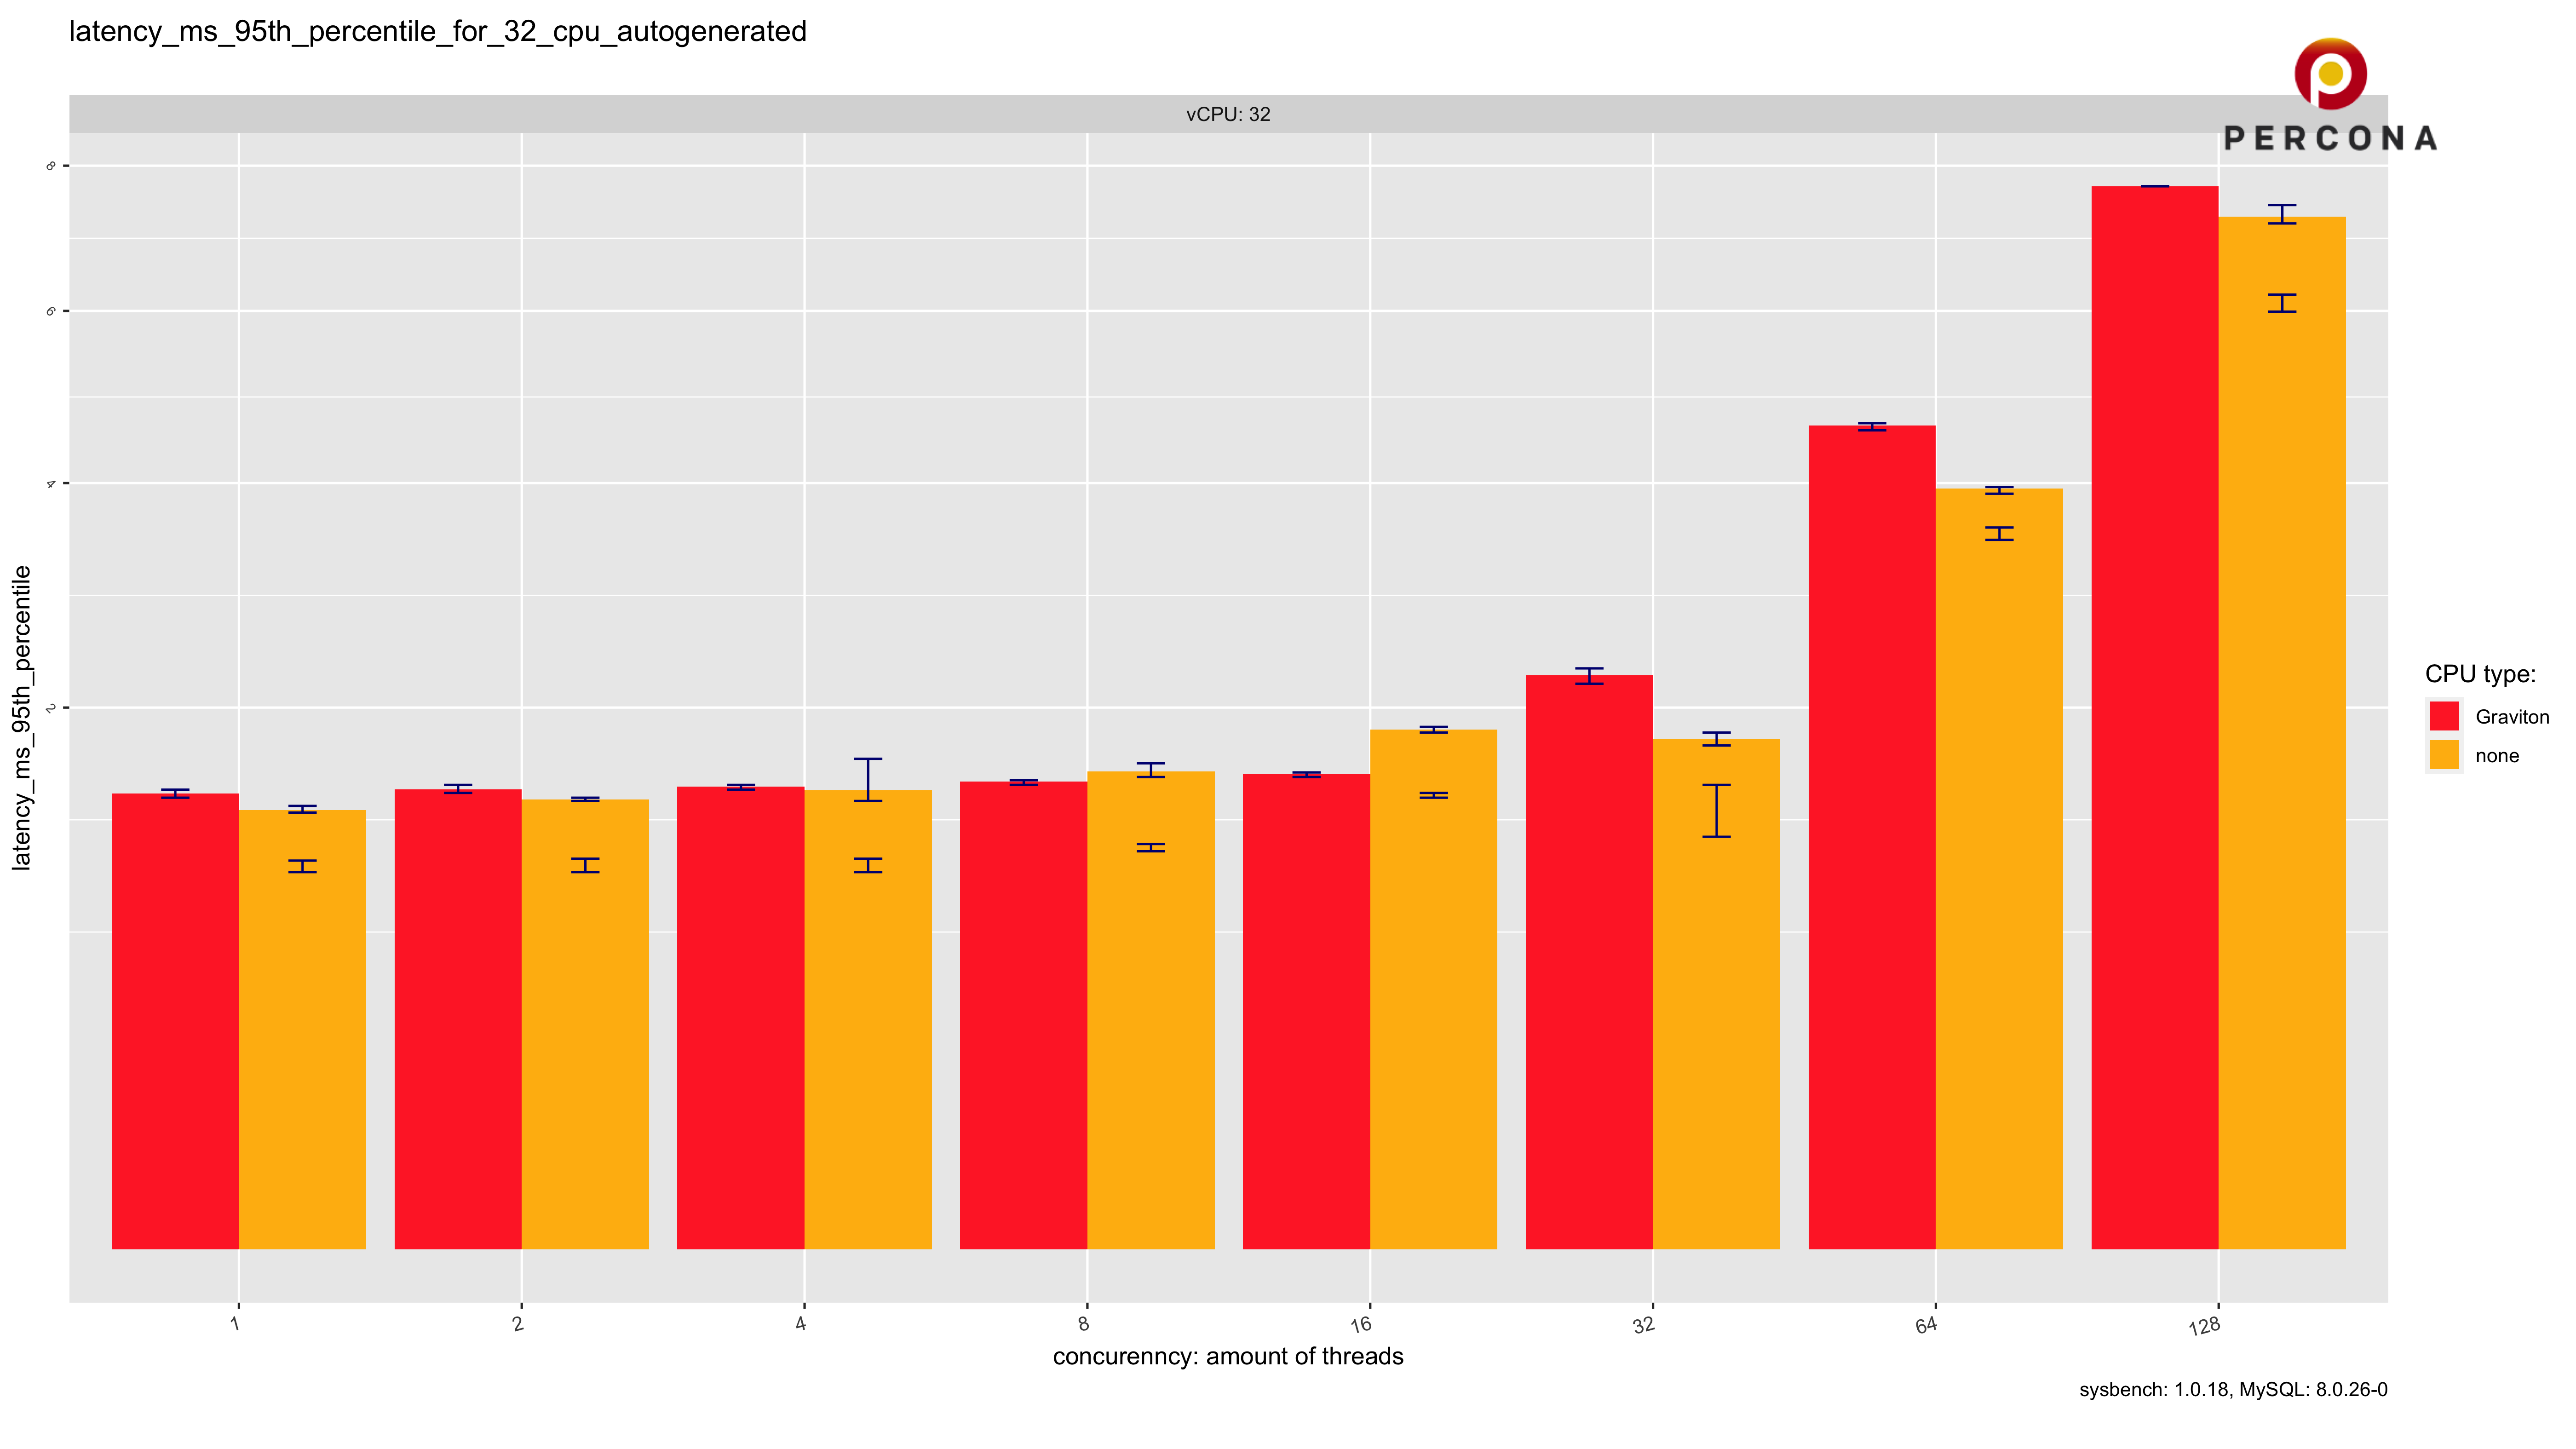 latency_ms_95th_percentile_for_32_cpu_autogenerated
PERCONA
vCPU: 32
8
6
4
2
latency_ms_95th_percentile
1
2
4
8
16
32
64
128
concurenncy: amount of threads
CPU type:
Graviton
none
sysbench: 1.0.18, MySQL: 8.0.26-0